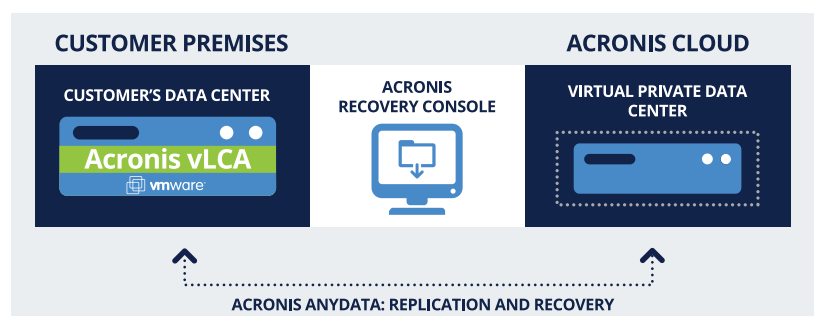 CUSTOMER PREMISES
ACRONIS CLOUD
CUSTOMER'S DATA CENTER
Acronis vLCA
vmware
ACRONIS
RECOVERY CONSOLE
VIRTUAL PRIVATE DATA
CENTER
ACRONIS ANYDATA: REPLICATION AND RECOVERY